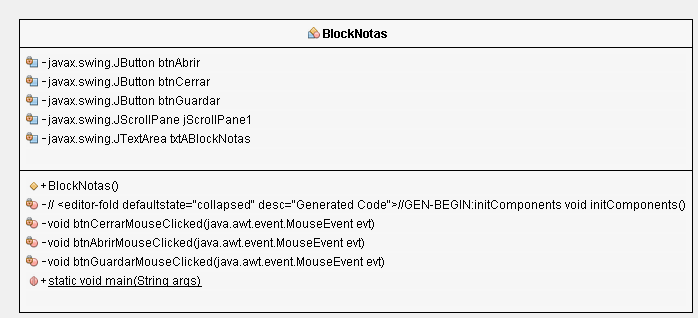 BlockNotas
-javax.swing.JButton btnAbrir
-javax.swing.JButton btnCerrar
-javax.swing.JButton btnGuardar
-javax.swing.JScrollPane jScrollPane1
-javax.swing.JTextArea txtABlockNotas
+BlockNotas()
-// <editor-fold defaultstate="collapsed" desc="Generated Code">//GEN-BEGIN:initComponents void initComponents()
-void btnCerrarMouseClicked(java.awt.event.MouseEvent evt)
-void btnAbrirMouseClicked(java.awt.event.MouseEvent evt)
-void btnGuardarMouseClicked(java.awt.event.MouseEvent evt)
+static void main(String args)